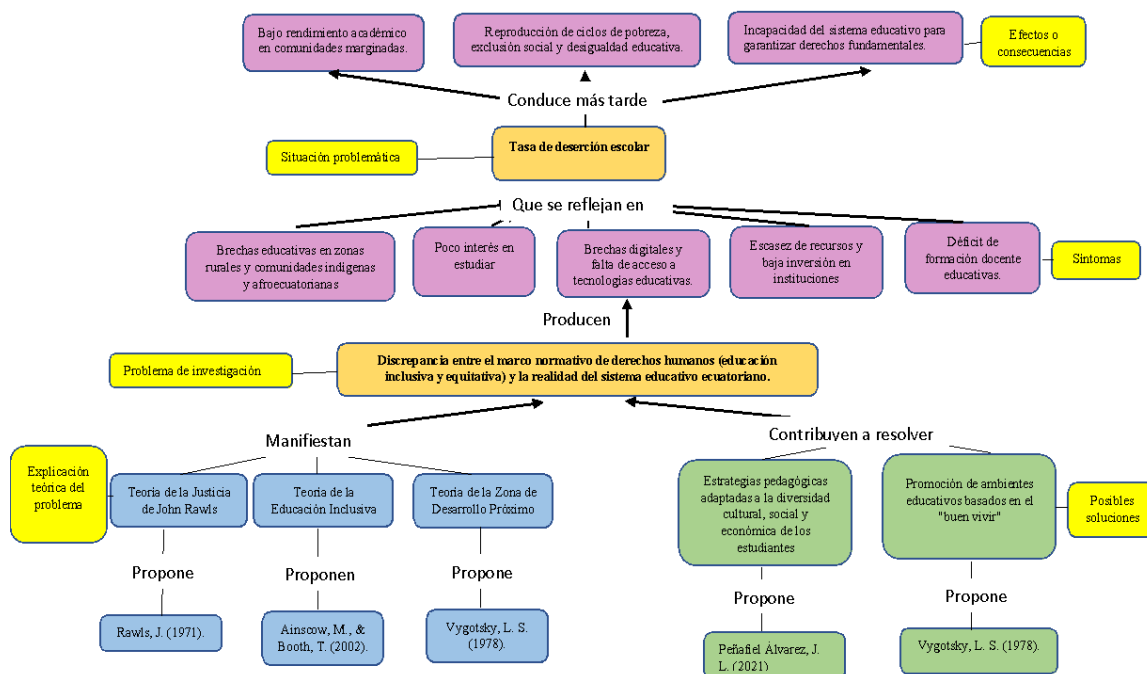 Bajo rendimiento académico
en comunidades marginadas.
Reproducción de ciclos de pobreza,
exclusión social y desigualdad educativa.
Incapacidad del sistema educativo para
garantizar derechos fundamentales.
Efectos o
consecuencias
Conduce más tarde
Situación problemática
Tasa de deserción escolar
Que se reflejan en
Brechas educativas en zonas
rurales y comunidades indígenas
y afroecuatorianas
Poco interés en
estudiar
Brechas digitales y
falta de acceso a
tecnologías educativas.
Escasez de recursos y
baja inversión en
instituciones
Déficit de
formación docente
educativas.
Sintomas
Producen
Problema de investigación
Discrepancia entre el marco normativo de derechos humanos (educación
inclusiva y equitativa) y la realidad del sistema educativo ecuatoriano.
Manifiestan
Contribuyen a resolver
Explicación
teórica del
problema
Teoría de la Justicia
de John Rawls
Teoría de la
Educación Inclusiva
Teoría de la Zona de
Desarrollo Próximo
Estrategias pedagógicas
adaptadas a la diversidad
cultural, social y
económica de los
estudiantes
Promoción de ambientes
educativos basados en el
"buen vivir"
Posibles
soluciones
Propone
Proponen
Propone
Propone
Propone
Rawls, J. (1971).
Ainscow, M., &
Booth, T. (2002).
Vygotsky, L. S.
(1978).
Peñafiel Álvarez, J.
L. (2021)
Vygotsky, L. S. (1978).